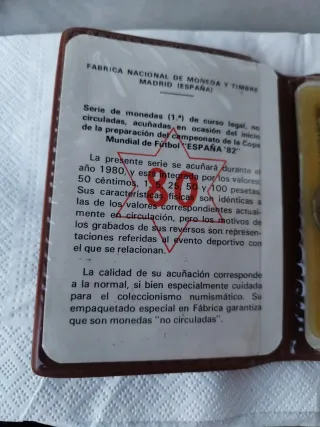 FABRICA NACIONAL DE MONEDA Y TIMBRE
MADRID (ESPAÑA)
Serie de monedas (1.ª) de curso legal, no
circuladas, acuñadas en ocasión del inicio
de la preparación del campeonato de la Copa
Mundial de Fútbol "ESPAÑA '82"
La presente serie se acuñará durante el
año 1980, está integrada por los valores:
50 céntimos, 1, 5, 25, 50 y 100 pesetas.
Sus características son idénticas a
las de los valores correspondientes actual-
mente en circulación, pero los motivos de
los grabados de sus reversos son represen-
taciones referidas al evento deportivo con
el que se relacionan.
80
La calidad de su acuñación corresponde
a la normal, si bien especialmente cuidada
para el coleccionismo numismático. Su
empaquetado especial en Fábrica garantiza
que son monedas "no circuladas".